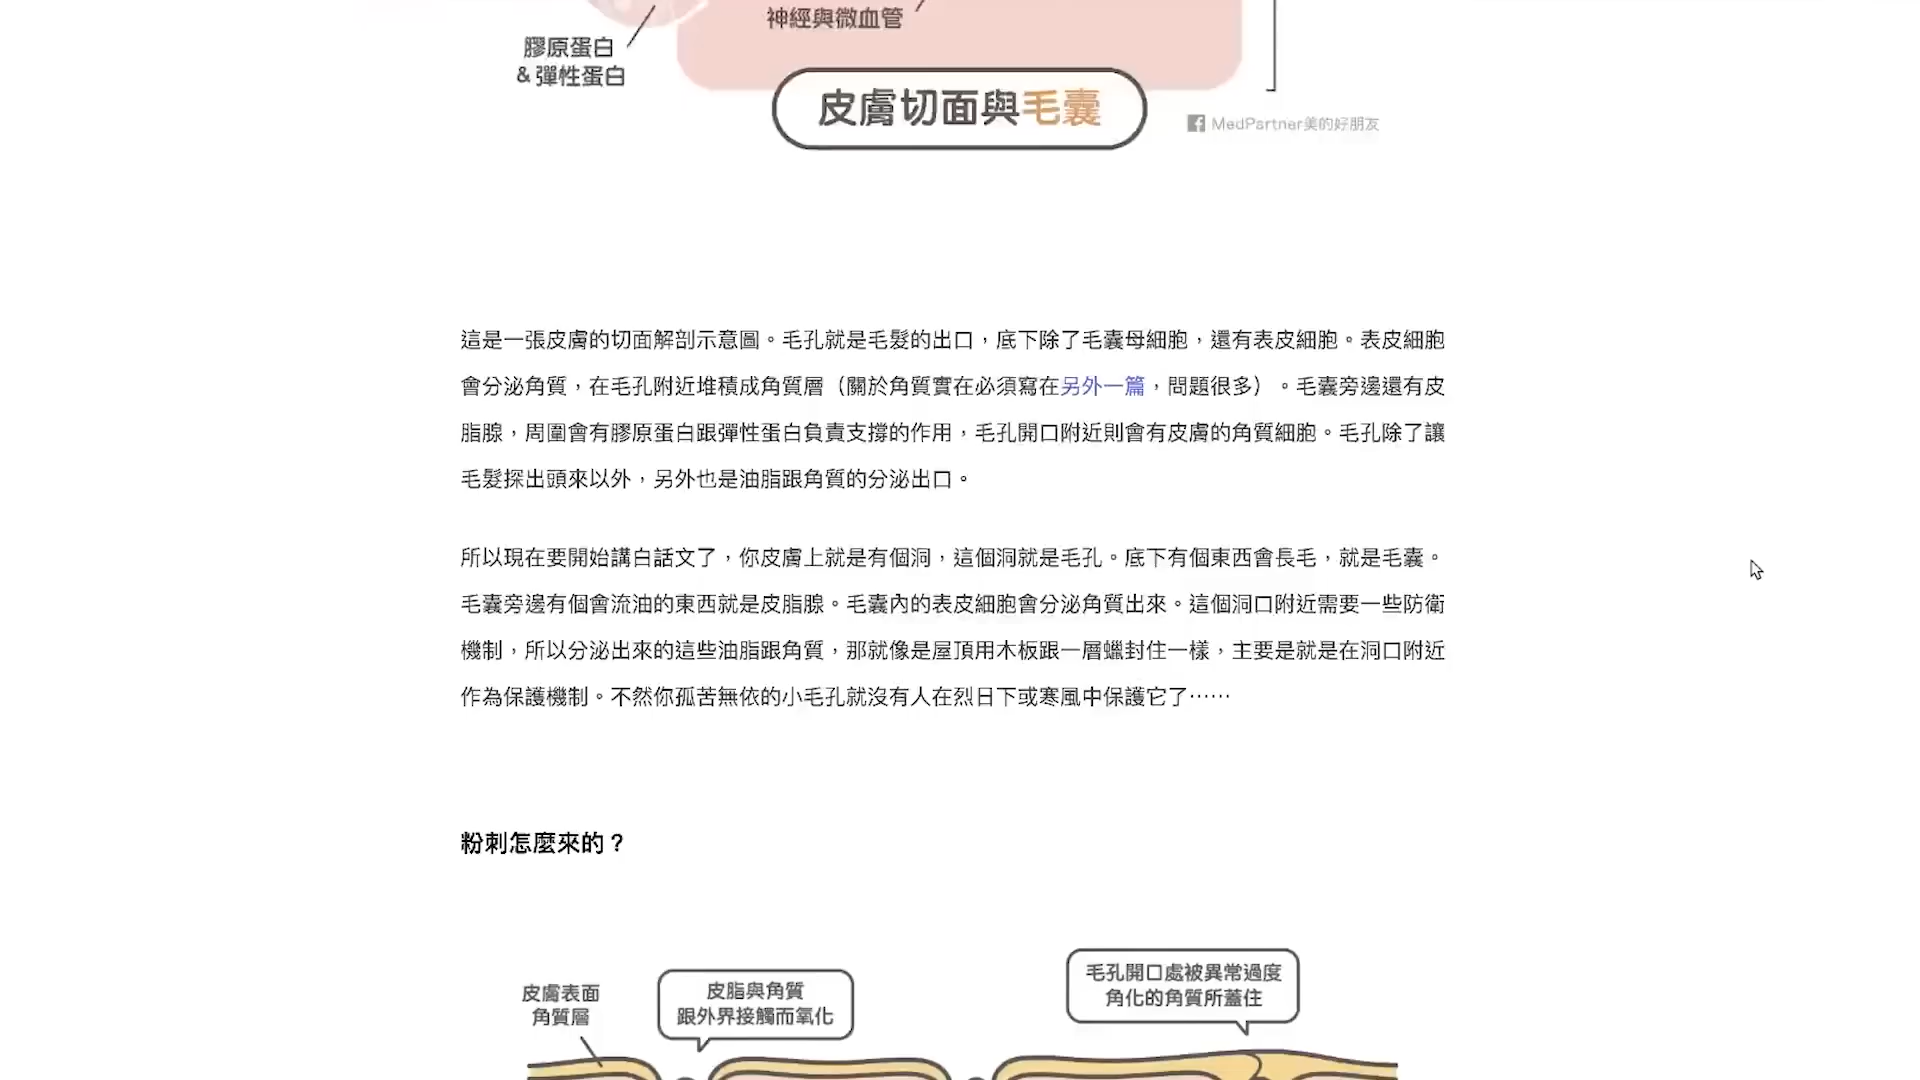 神經與微血管
膠原蛋白
&彈性蛋白
皮膚切面與毛囊
MedPartner美的好朋友
這是一張皮膚的切面解剖示意圖。毛孔就是毛髮的出口，底下除了毛囊母細胞，還有表皮細胞。表皮細胞
會分泌角質，在毛孔附近堆積成角質層（關於角質實在必須寫在另外一篇，問題很多）。毛囊旁邊還有皮
脂腺，周圍會有膠原蛋白跟彈性蛋白負責支撐的作用，毛孔開口附近則會有皮膚的角質細胞。毛孔除了讓
毛髮探出頭來以外，另外也是油脂跟角質的分泌出口。
所以現在要開始講白話文了，你皮膚上就是有個洞，這個洞就是毛孔。底下有個東西會長毛，就是毛囊。
毛囊旁邊有個會流油的東西就是皮脂腺。毛囊內的表皮細胞會分泌角質出來。這個洞口附近需要一些防衛
機制，所以分泌出來的這些油脂跟角質，那就像是屋頂用木板跟一層蠟封住一樣，主要是就是在洞口附近
作為保護機制。不然你孤苦無依的小毛孔就沒有人在烈日下或寒風中保護它了……
粉刺怎麼來的？
毛孔開口處被異常過度
角化的角質所蓋住
皮脂與角質
跟外界接觸而氧化
皮膚表面
角質層